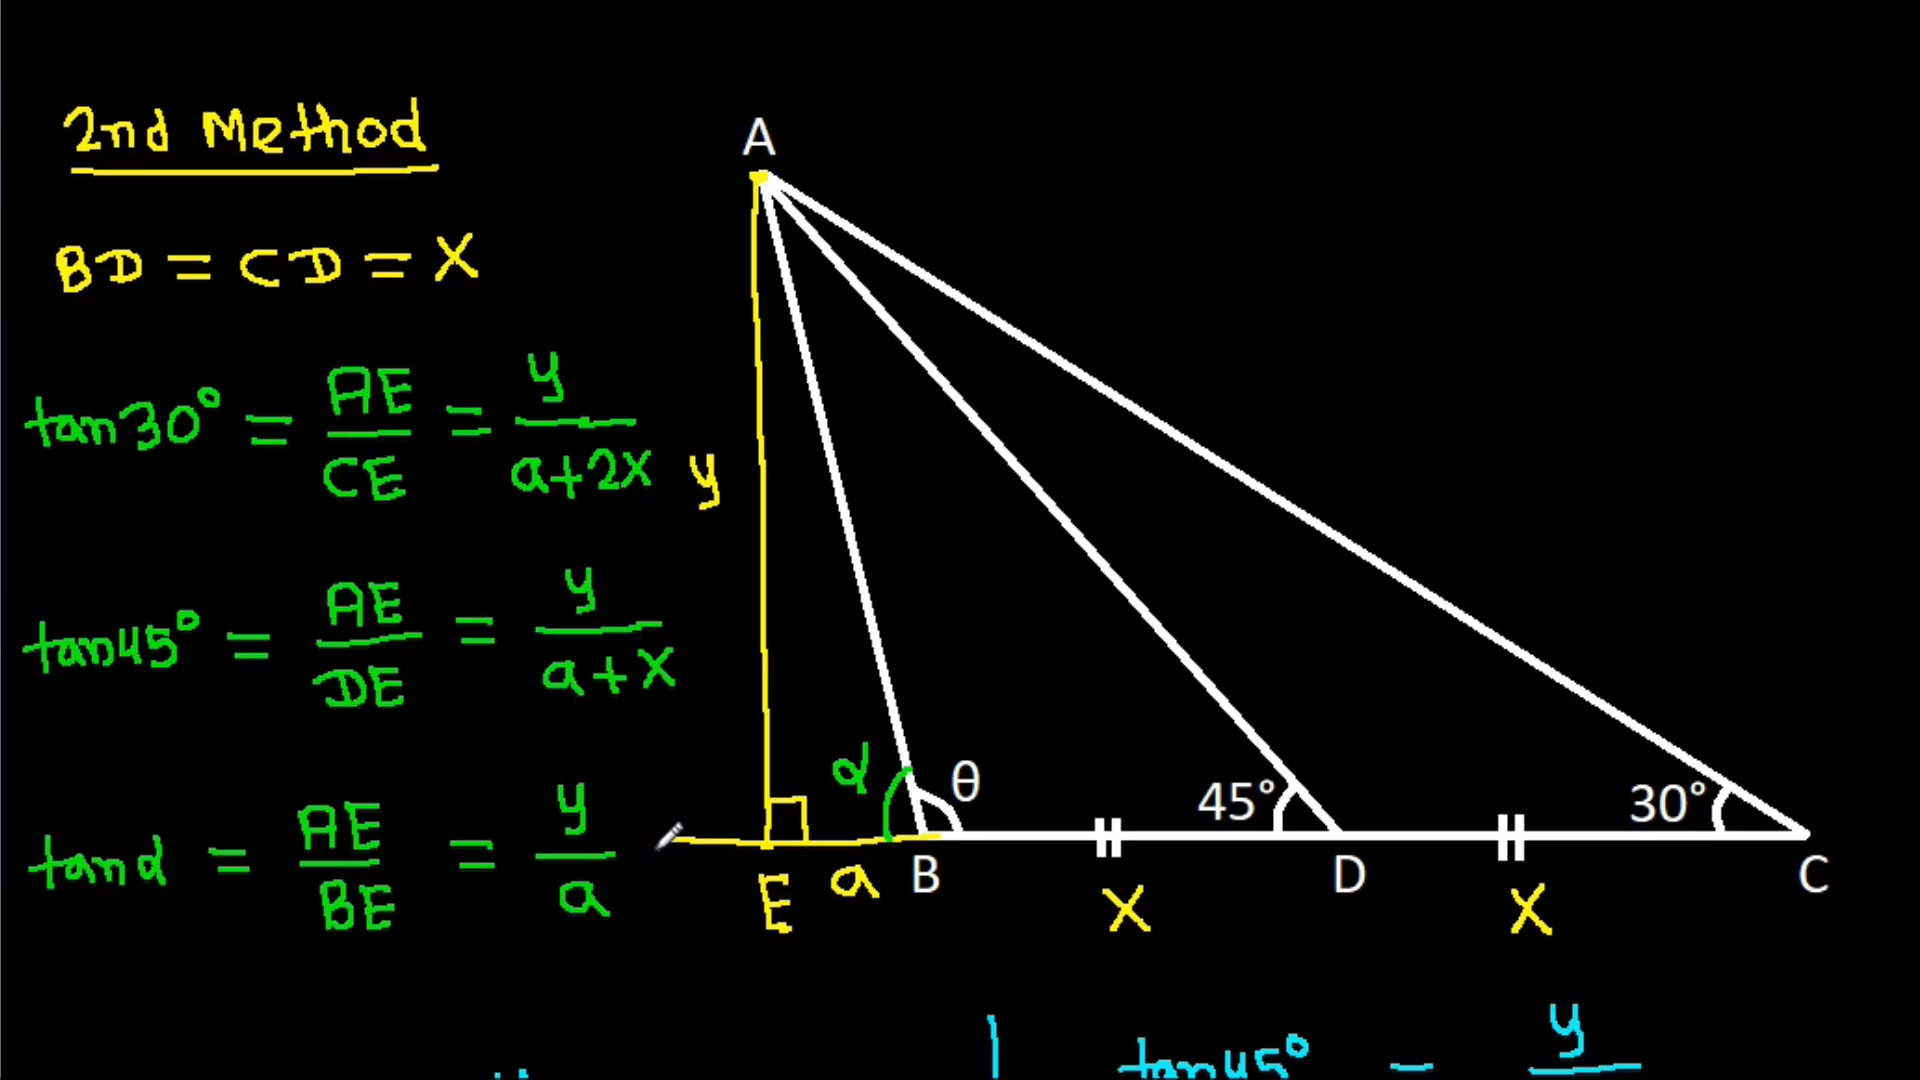 2nd Method
BD = CD = X
tan30° = AE/CE = y/a+2x
tan45° = AE/DE = y/a+x
tanα = AE/BE = y/a
A
y
α
θ
45°
30°
E
a
B
D
C
X
X
tan45° = y